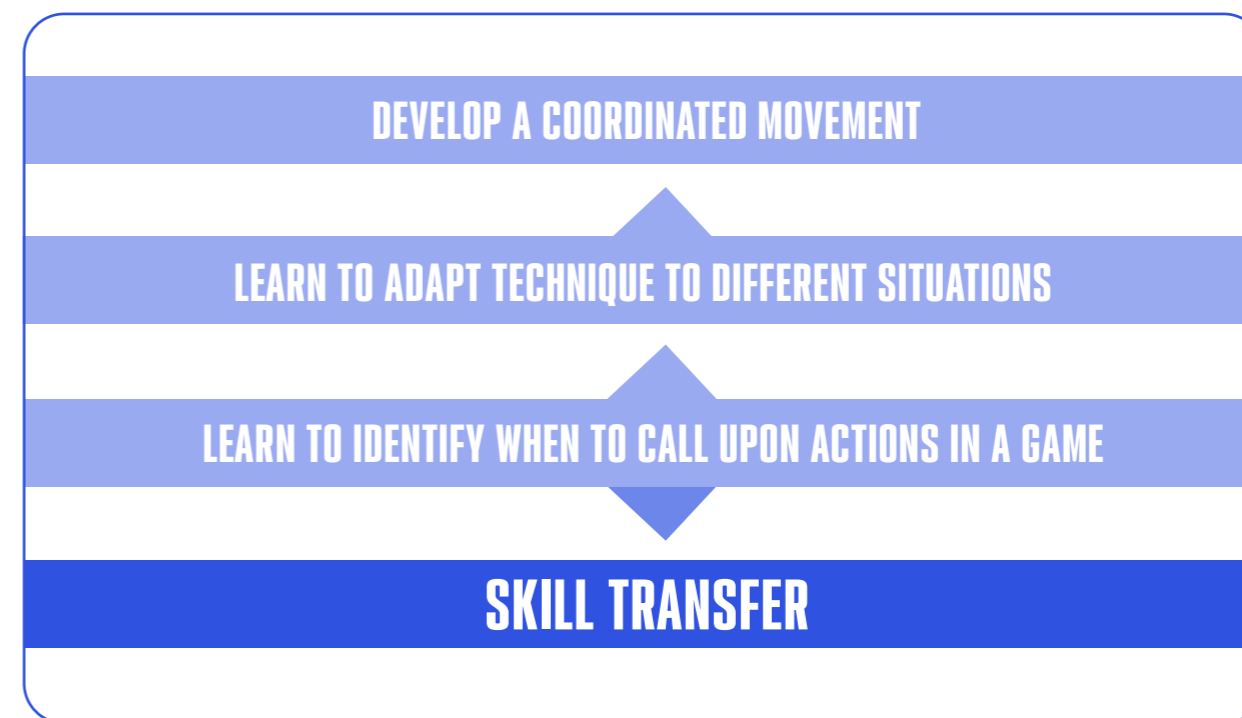 DEVELOP A COORDINATED MOVEMENT
LEARN TO ADAPT TECHNIQUE TO DIFFERENT SITUATIONS
LEARN TO IDENTIFY WHEN TO CALL UPON ACTIONS IN A GAME
SKILL TRANSFER